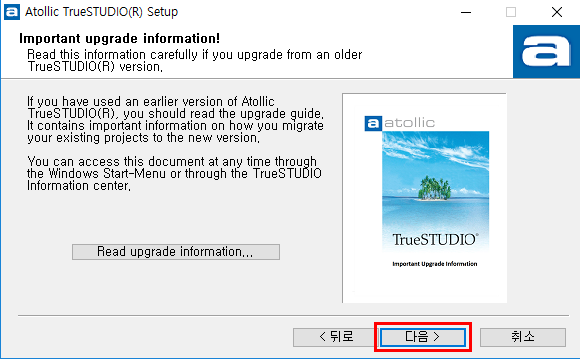 Atollic TrueSTUDIO(R) Setup
Important upgrade information!
Read this information carefully if you upgrade from an older
TrueSTUDIO(R) version.
a
If you have used an earlier version of Atollic
TrueSTUDIO(R), you should read the upgrade guide.
It contains important information on how you migrate
your existing projects to the new version.
You can access this document at any time through
the Windows Start-Menu or through the TrueSTUDIO
Information center.
Read upgrade information...
a atollic
TrueSTUDIO®
Important Upgrade Information
< 뒤로
다음 >
취소